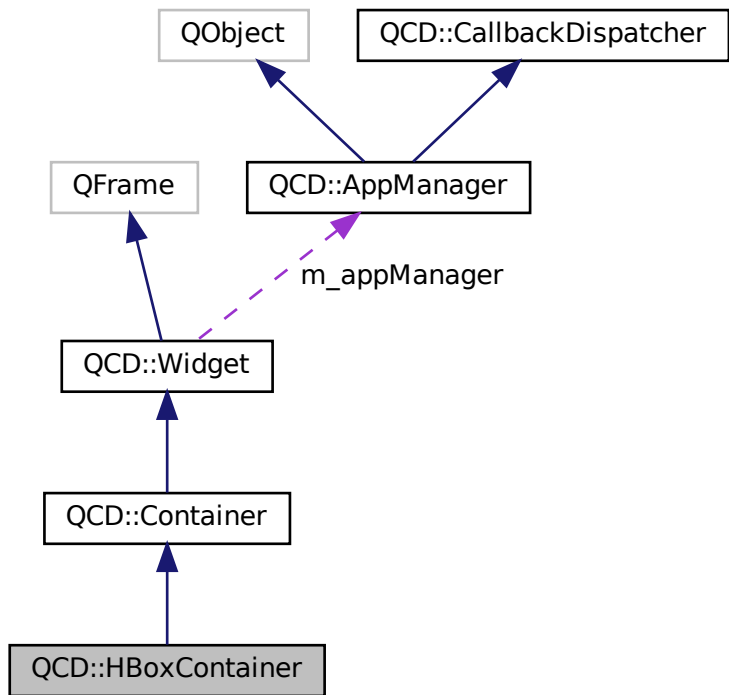 QObject
QCD::CallbackDispatcher
QFrame
QCD::AppManager
m_appManager
QCD::Widget
QCD::Container
QCD::HBoxContainer